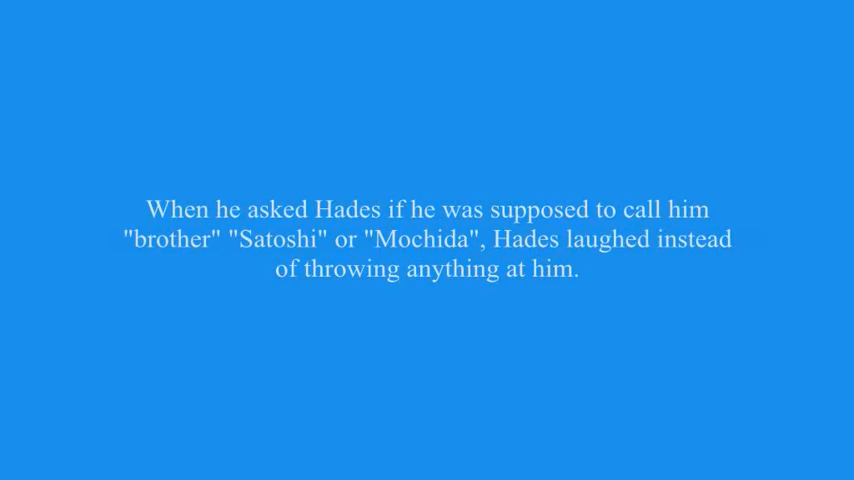 When he asked Hades if he was supposed to call him
"brother" "Satoshi" or "Mochida", Hades laughed instead
of throwing anything at him.